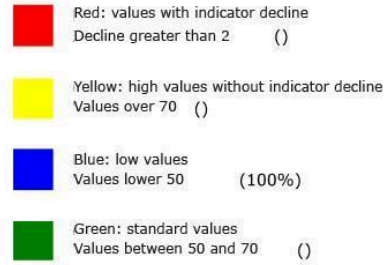 Red: values with indicator decline
Decline greater than 2 ()
Yellow: high values without indicator decline
Values over 70 ()
Blue: low values
Values lower 50 (100%)
Green: standard values
Values between 50 and 70 ()